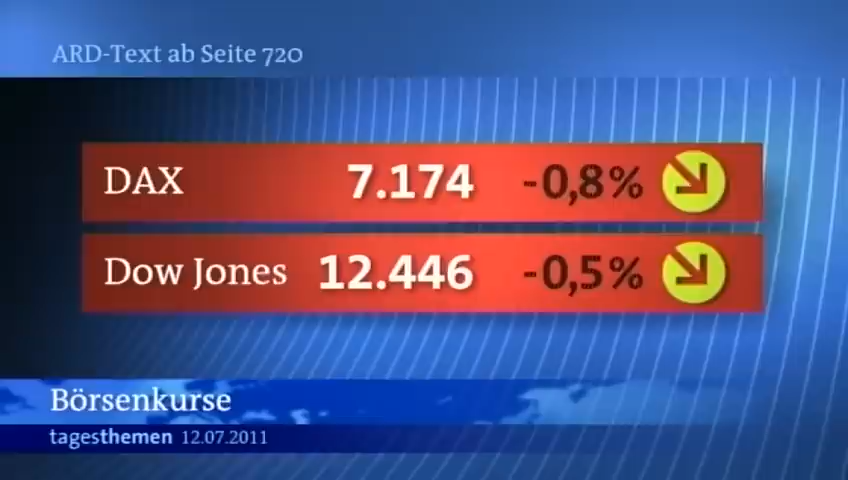 ARD-Text ab Seite 720
DAX 7.174 -0,8%
Dow Jones 12.446 -0,5%
Börsenkurse
tagesthemen 12.07.2011